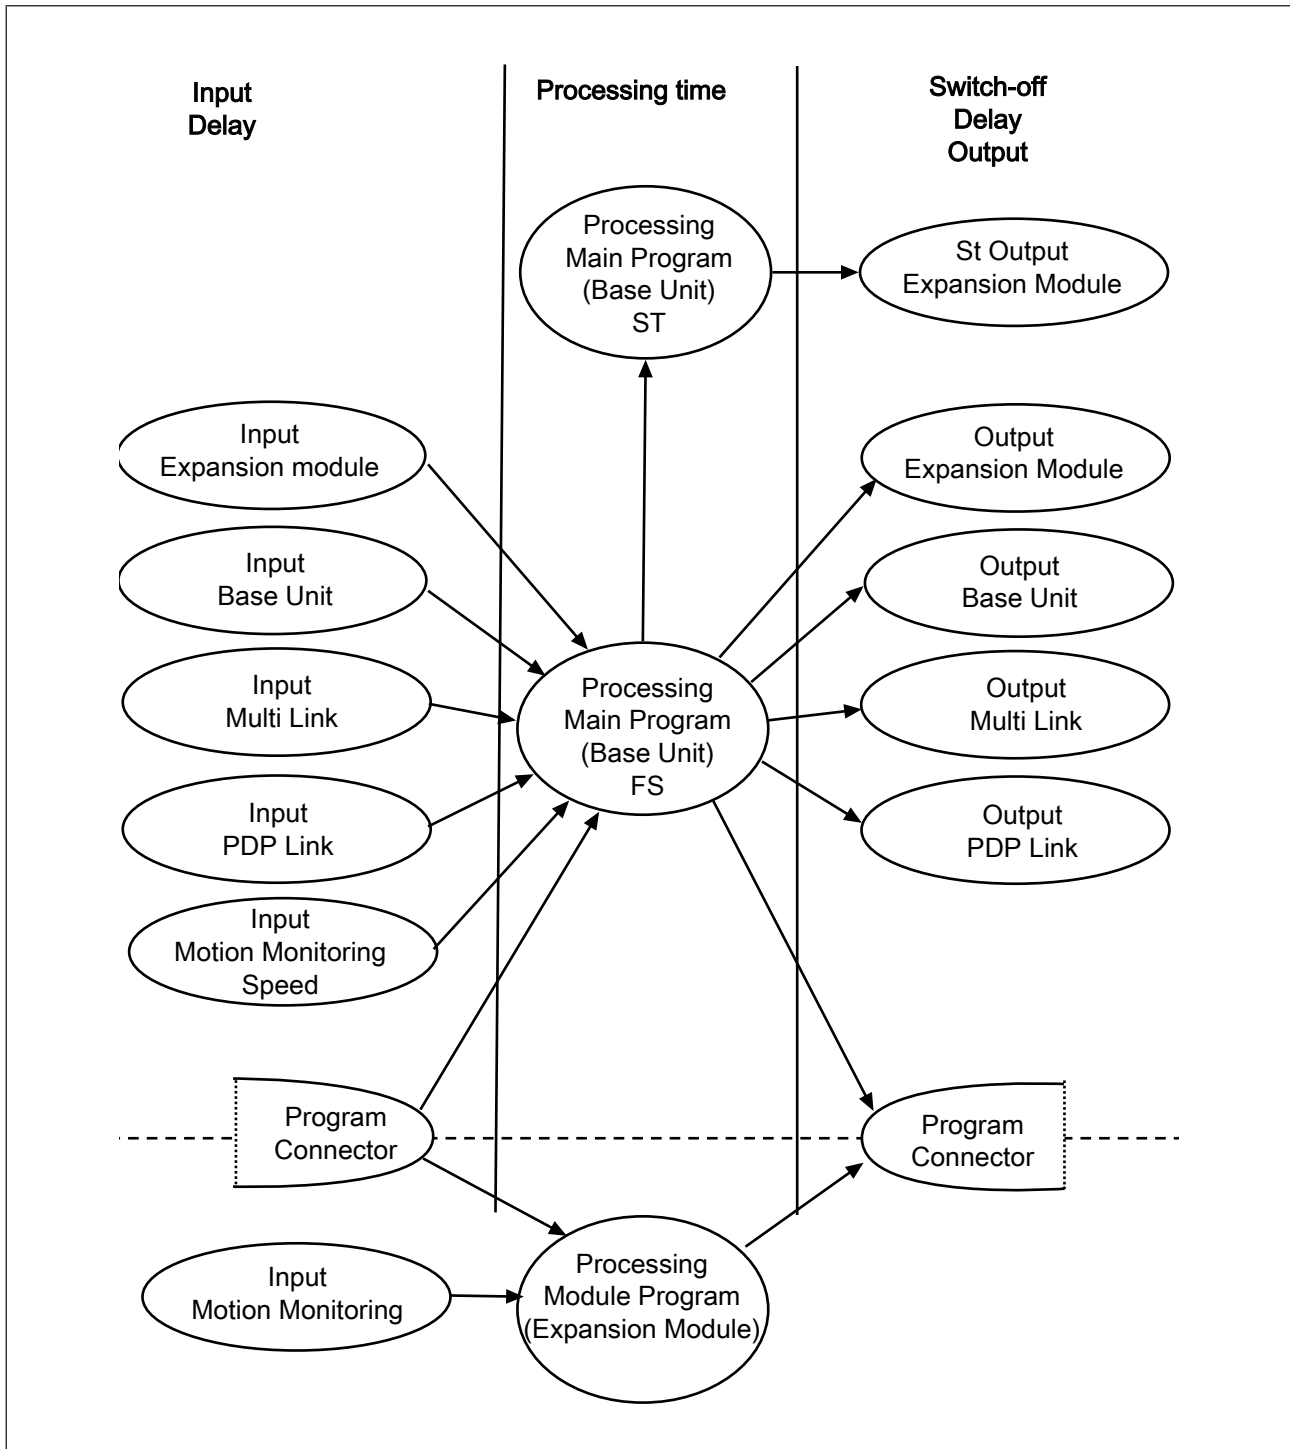 Input
Delay
Processing time
Switch-off
Delay
Output
Processing
Main Program
(Base Unit)
ST
St Output
Expansion Module
Input
Expansion module
Output
Expansion Module
Input
Base Unit
Output
Base Unit
Input
Multi Link
Processing
Main Program
(Base Unit)
FS
Output
Multi Link
Input
PDP Link
Output
PDP Link
Input
Motion Monitoring
Speed
Program
Connector
Program
Connector
Input
Motion Monitoring
Processing
Module Program
(Expansion Module)